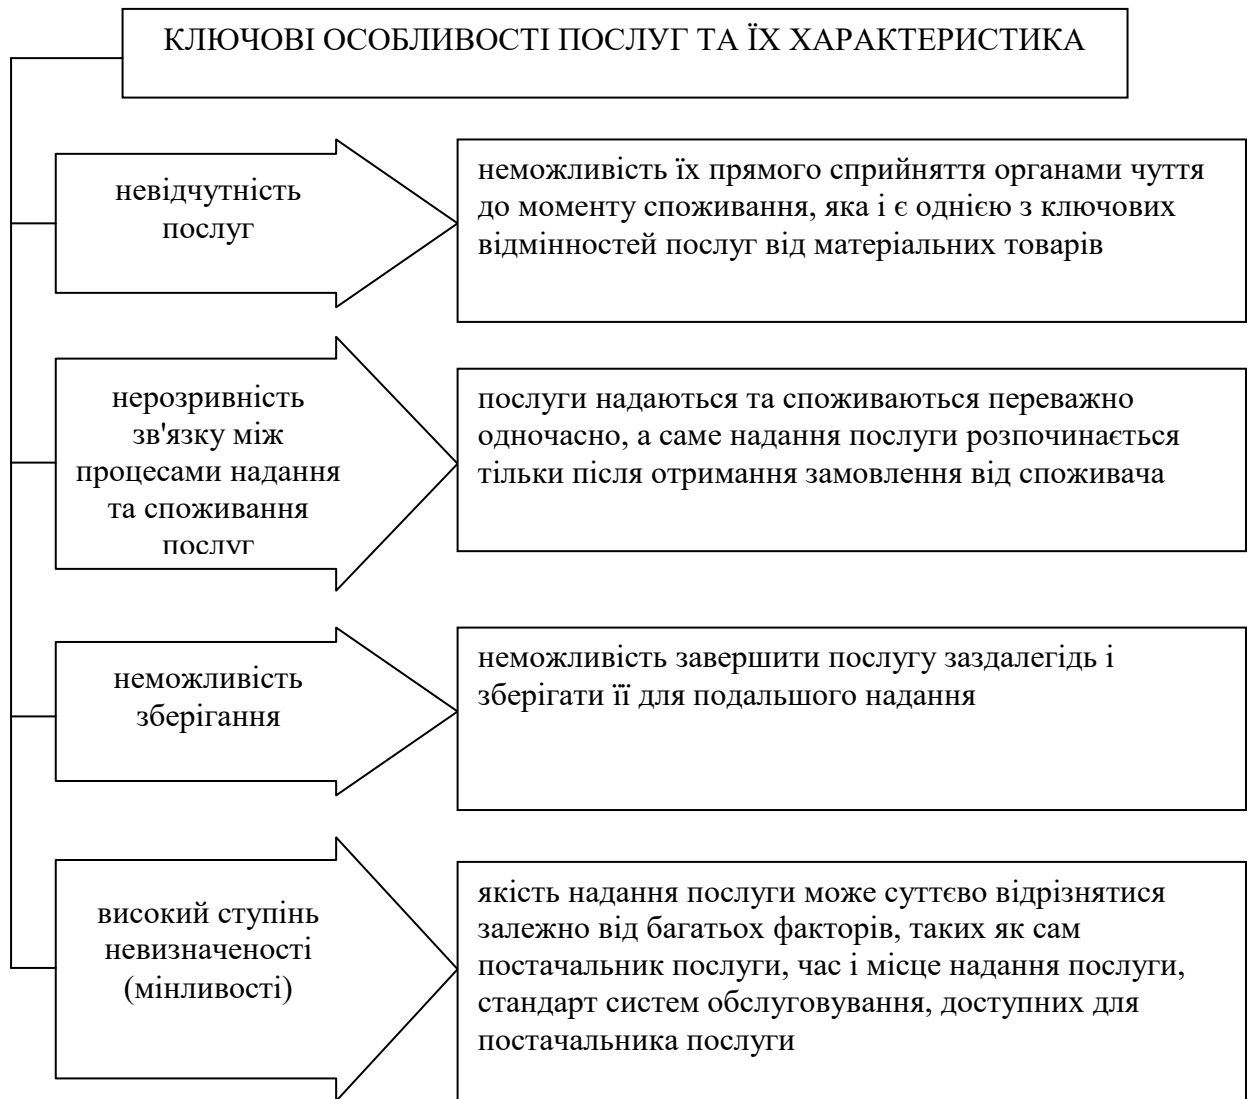 КЛЮЧОВІ ОСОБЛИВОСТІ ПОСЛУГ ТА ЇХ ХАРАКТЕРИСТИКА
невідчутність
послуг
неможливість їх прямого сприйняття органами чуття
до моменту споживання, яка і є однією з ключових
відмінностей послуг від матеріальних товарів
нерозривність
зв'язку між
процесами надання
та споживання
послуг
послуги надаються та споживаються переважно
одночасно, а саме надання послуги розпочинається
тільки після отримання замовлення від споживача
неможливість
зберігання
неможливість завершити послугу заздалегідь і
зберігати її для подальшого надання
високий ступінь
невизначеності
(мінливості)
якість надання послуги може суттєво відрізнятися
залежно від багатьох факторів, таких як сам
постачальник послуги, час і місце надання послуги,
стандарт систем обслуговування, доступних для
постачальника послуги